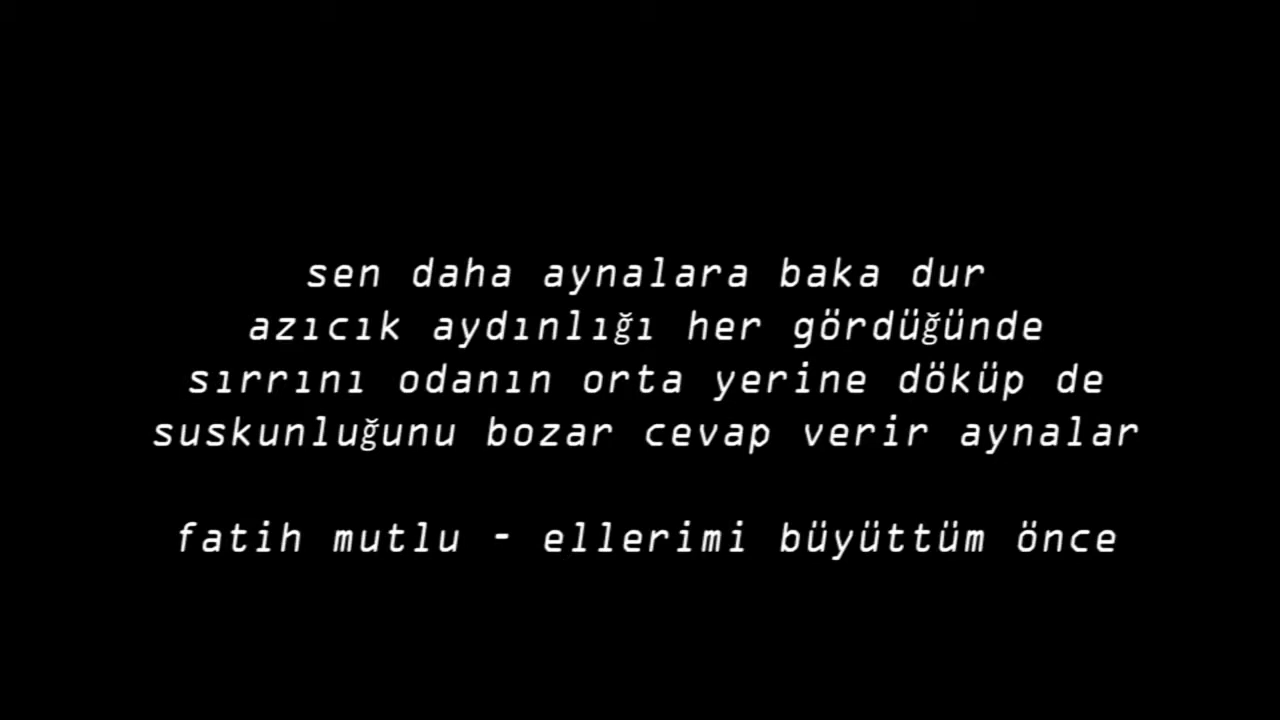 sen daha aynalara baka dur
azıcık aydınlığı her gördüğünde
sırrını odanın orta yerine döküp de
suskunluğunu bozar cevap verir aynalar
fatih mutlu - ellerimi büyüttüm önce